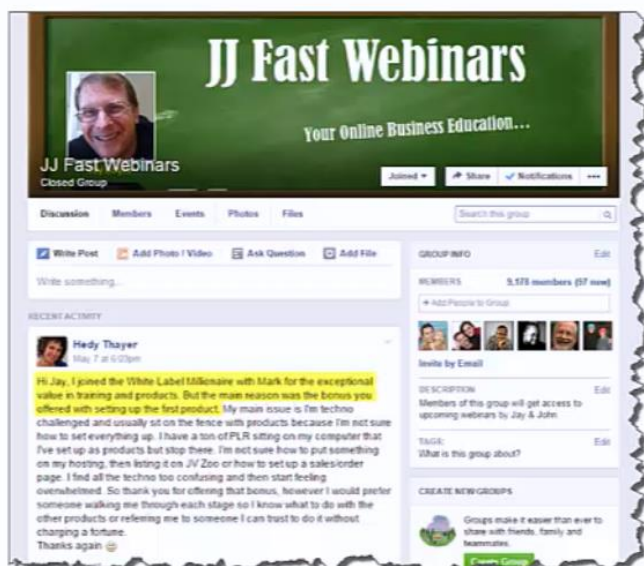 JJ Fast Webinars
Your Online Business Education...
JJ Fast Webinars
Closed Group
Joined
Share
Notifications
Discussion
Members
Events
Photos
Files
Search this group
Write Post
Add Photo / Video
Ask Question
Add File
Write something...
RECENT ACTIVITY
Hedy Thayer
May 7 at 6:03pm
Hi Jay, I joined the White Label Millionaire with Mark for the exceptional
value in training and products. But the main reason was the bonus you
offered with setting up the first product. My main issue is I'm techno
challenged and usually sit on the fence with products because I'm not sure
how to set everything up. I have a ton of PLR sitting on my computer that
I've set up as products but stop there. I'm not sure how to put something
on my hosting, then listing it on JV Zoo or how to set up a sales/order
page. I find all the techno too confusing and then start feeling
overwhelmed. So thank you for offering that bonus, however I would prefer
someone walking me through each stage so I know what to do with the
other products or referring me to someone I can trust to do it without
charging a fortune.
Thanks again
GROUP INFO
Edit
MEMBERS
9,178 members (97 new)
+ Add People to Group
Invite by Email
DESCRIPTION
Edit
Members of this group will get access to
upcoming webinars by Jay & John
TAGS:
Edit
What is this group about?
CREATE NEW GROUPS
Groups make it easier than ever to
share with friends, family and
teammates.
Create Group